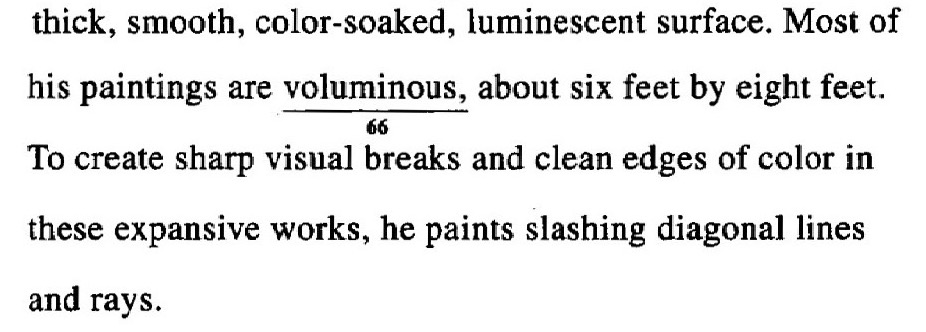 thick, smooth, color-soaked, luminescent surface. Most of
his paintings are voluminous, about six feet by eight feet.
66
To create sharp visual breaks and clean edges of color in
these expansive works, he paints slashing diagonal lines
and rays.